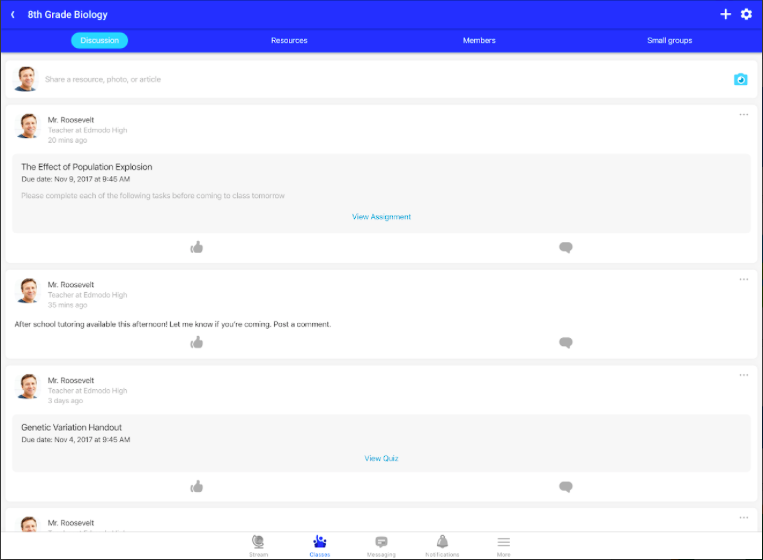 8th Grade Biology
Discussion
Resources
Members
Small groups
Share a resource, photo, or article
Mr. Roosevelt
Teacher at Edmodo High
20 mins ago
The Effect of Population Explosion
Due date: Nov 9, 2017 at 9:45 AM
Please complete each of the following tasks before coming to class tomorrow
View Assignment
Mr. Roosevelt
Teacher at Edmodo High
35 mins ago
After school tutoring available this afternoon! Let me know if you're coming. Post a comment.
Mr. Roosevelt
Teacher at Edmodo High
3 days ago
Genetic Variation Handout
Due date: Nov 4, 2017 at 9:45 AM
View Quiz
Mr. Roosevelt
Teacher at Edmodo High
Stream
Classes
Messaging
Notifications
More